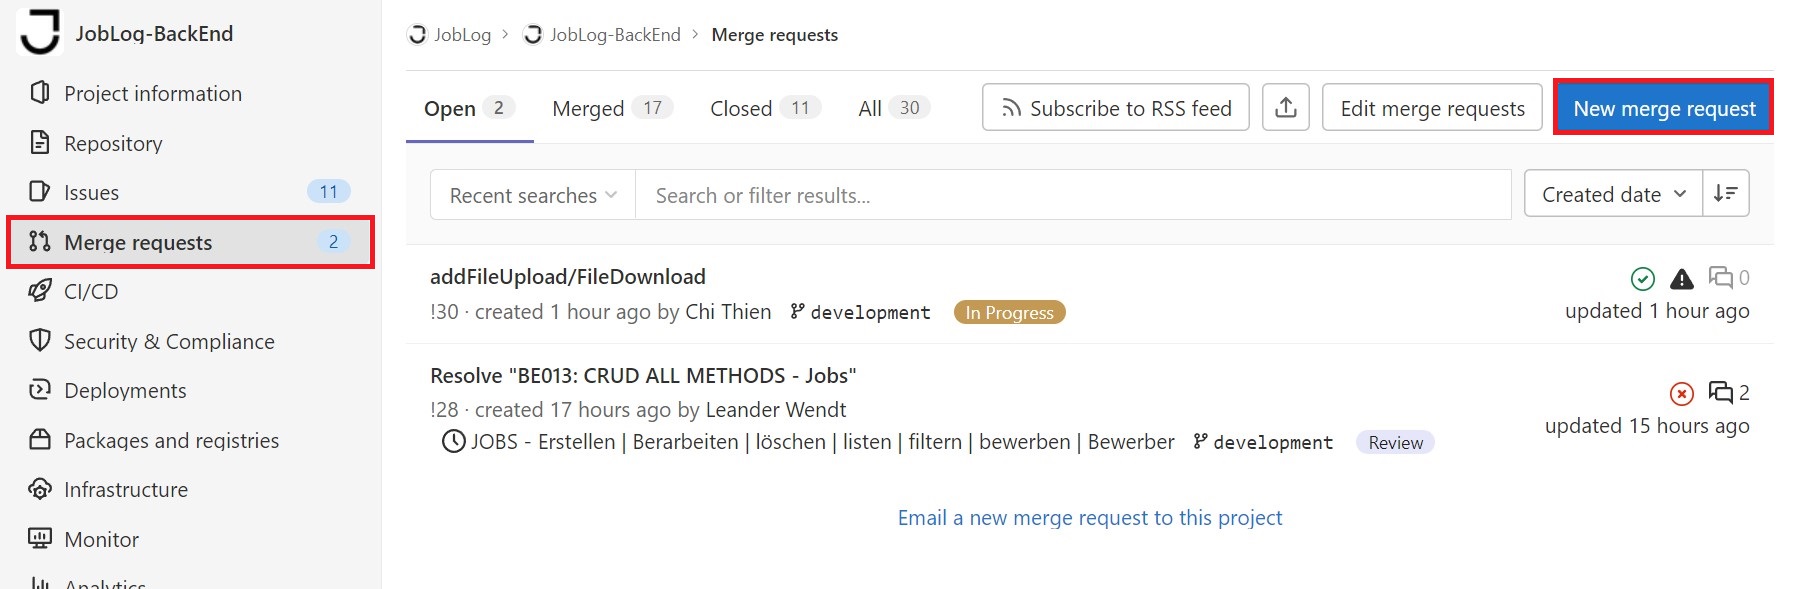 JobLog-BackEnd
Project information
Repository
Issues 11
Merge requests 2
CI/CD
Security & Compliance
Deployments
Packages and registries
Infrastructure
Monitor
Analytics
JobLog > JobLog-BackEnd > Merge requests
Open 2 Merged 17 Closed 11 All 30 Subscribe to RSS feed Edit merge requests New merge request
Recent searches Search or filter results... Created date
addFileUpload/FileDownload 0
!30 · created 1 hour ago by Chi Thien development In Progress updated 1 hour ago
Resolve "BE013: CRUD ALL METHODS - Jobs" 2
!28 · created 17 hours ago by Leander Wendt updated 15 hours ago
JOBS - Erstellen | Berarbeiten | löschen | listen | filtern | bewerben | Bewerber development Review
Email a new merge request to this project